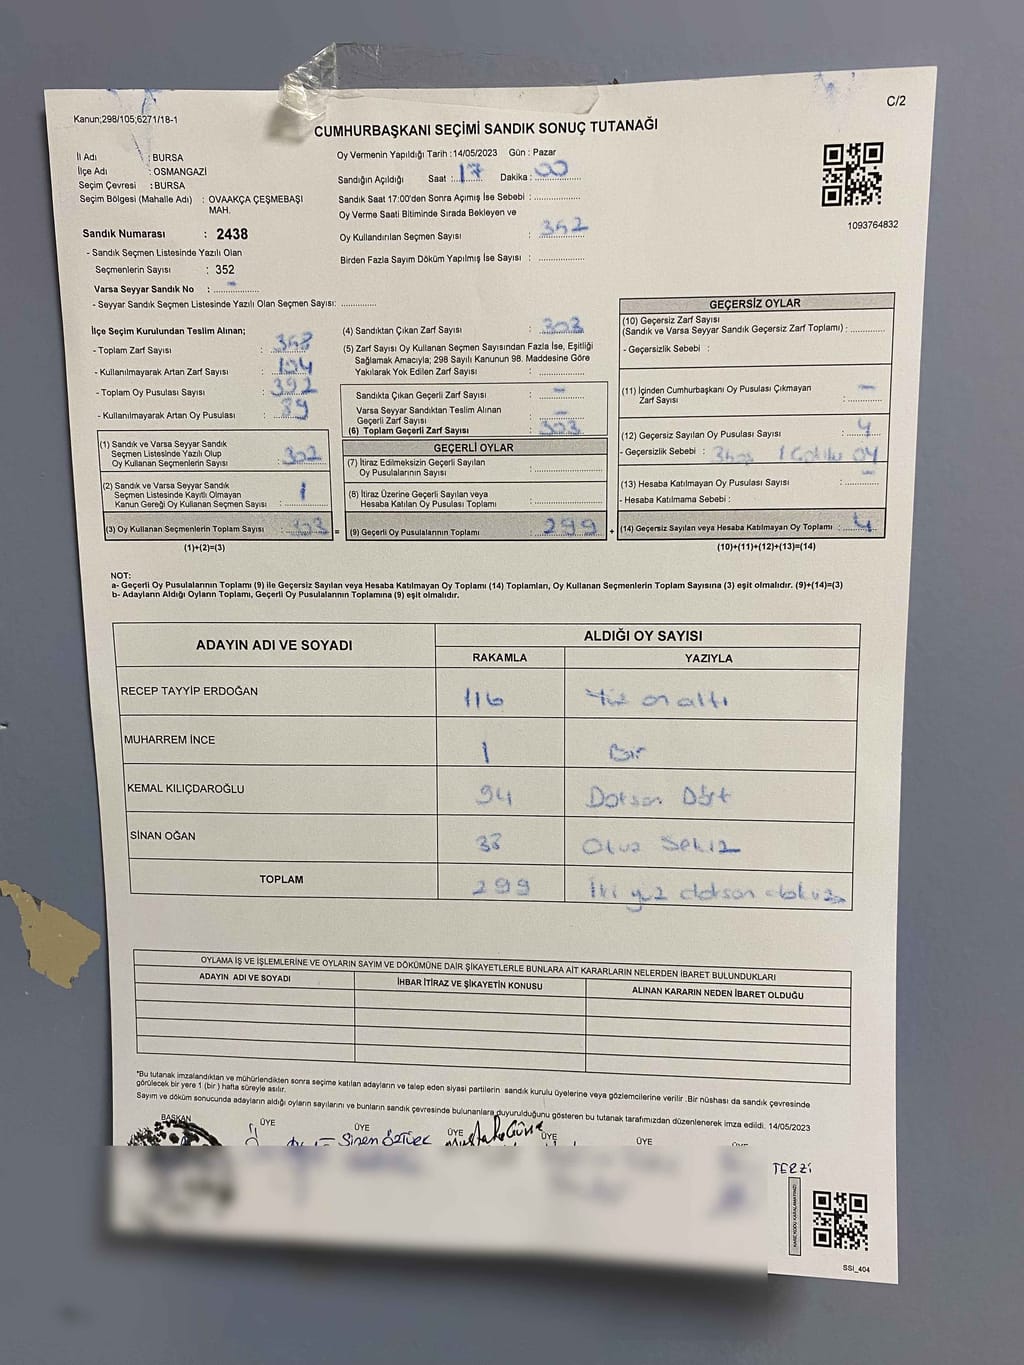 Kanun;298/105;6271/18-1
C/2
CUMHURBAŞKANI SEÇİMİ SANDIK SONUÇ TUTANAĞI
İl Adı : BURSA
İlçe Adı : OSMANGAZİ
Seçim Çevresi : BURSA
Seçim Bölgesi (Mahalle Adı) : OVAAKÇA ÇEŞMEBAŞI
MAH.
Sandık Numarası : 2438
- Sandık Seçmen Listesinde Yazılı Olan
Seçmenlerin Sayısı : 352
Varsa Seyyar Sandık No : -
- Seyyar Sandık Seçmen Listesinde Yazılı Olan Seçmen Sayısı:
Oy Vermenin Yapıldığı Tarih :14/05/2023 Gün : Pazar
Sandığın Açıldığı Saat : 17 Dakika : 00
Sandık Saat 17:00'den Sonra Açımış İse Sebebi :
Oy Verme Saati Bitiminde Sırada Bekleyen ve
Oy Kullandırılan Seçmen Sayısı : 352
Birden Fazla Sayım Döküm Yapılmış İse Sayısı :
1093764832
İlçe Seçim Kurulundan Teslim Alınan;
- Toplam Zarf Sayısı :
- Kullanılmayarak Artan Zarf Sayısı :
- Toplam Oy Pusulası Sayısı : 392
- Kullanılmayarak Artan Oy Pusulası : 89
(1) Sandık ve Varsa Seyyar Sandık
Seçmen Listesinde Yazılı Olup
Oy Kullanan Seçmenlerin Sayısı : 302
(2) Sandık ve Varsa Seyyar Sandık
Seçmen Listesinde Kayıtlı Olmayan
Kanun Gereği Oy Kullanan Seçmen Sayısı : 1
(3) Oy Kullanan Seçmenlerin Toplam Sayısı : 303 =
(1)+(2)=(3)
(4) Sandıktan Çıkan Zarf Sayısı : 303
(5) Zarf Sayısı Oy Kullanan Seçmen Sayısından Fazla İse, Eşitliği
Sağlamak Amacıyla; 298 Sayılı Kanunun 98. Maddesine Göre
Yakılarak Yok Edilen Zarf Sayısı :
Sandıkta Çıkan Geçerli Zarf Sayısı : -
Varsa Seyyar Sandıktan Teslim Alınan
Geçerli Zarf Sayısı : -
(6) Toplam Geçerli Zarf Sayısı : 303
GEÇERLİ OYLAR
(7) İtiraz Edilmeksizin Geçerli Sayılan
Oy Pusulalarının Sayısı :
(8) İtiraz Üzerine Geçerli Sayılan veya
Hesaba Katılan Oy Pusulası Toplamı :
(9) Geçerli Oy Pusulalarının Toplamı : 299 +
GEÇERSİZ OYLAR
(10) Geçersiz Zarf Sayısı
(Sandık ve Varsa Seyyar Sandık Geçersiz Zarf Toplamı) :
- Geçersizlik Sebebi :
(11) İçinden Cumhurbaşkanı Oy Pusulası Çıkmayan
Zarf Sayısı : -
(12) Geçersiz Sayılan Oy Pusulası Sayısı : 4
- Geçersizlik Sebebi :
(13) Hesaba Katılmayan Oy Pusulası Sayısı : -
- Hesaba Katılmama Sebebi :
(14) Geçersiz Sayılan veya Hesaba Katılmayan Oy Toplamı : 4
(10)+(11)+(12)+(13)=(14)
NOT:
a- Geçerli Oy Pusulalarının Toplamı (9) ile Geçersiz Sayılan veya Hesaba Katılmayan Oy Toplamı (14) Toplamları, Oy Kullanan Seçmenlerin Toplam Sayısına (3) eşit olmalıdır. (9)+(14)=(3)
b- Adayların Aldığı Oyların Toplamı, Geçerli Oy Pusulalarının Toplamına (9) eşit olmalıdır.
ADAYIN ADI VE SOYADI ALDIĞI OY SAYISI
RAKAMLA YAZIYLA
RECEP TAYYİP ERDOĞAN 116 Yüz on altı
MUHARREM İNCE 1 Bir
KEMAL KILIÇDAROĞLU 94 Doksan Dört
SİNAN OĞAN 38 Otuz Sekiz
TOPLAM 299 İki yüz doksan dokuz
OYLAMA İŞ VE İŞLEMLERİNE VE OYLARIN SAYIM VE DÖKÜMÜNE DAİR ŞİKAYETLERLE BUNLARA AİT KARARLARIN NELERDEN İBARET BULUNDUKLARI
ADAYIN ADI VE SOYADI İHBAR İTİRAZ VE ŞİKAYETİN KONUSU ALINAN KARARIN NEDEN İBARET OLDUĞU
*Bu tutanak imzalandıktan ve mühürlendikten sonra seçime katılan adayların ve talep eden siyasi partilerin sandık kurulu üyelerine veya gözlemcilerine verilir .Bir nüshası da sandık çevresinde
görülecek bir yere 1 (bir ) hafta süreyle asılır.
Sayım ve döküm sonucunda adayların aldığı oyların sayılarını ve bunların sandık çevresinde bulunanlara duyurulduğunu gösteren bu tutanak tarafımızdan düzenlenerek imza edildi. 14/05/2023
BAŞKAN ÜYE ÜYE ÜYE ÜYE ÜYE
TERZİ
SSI_404